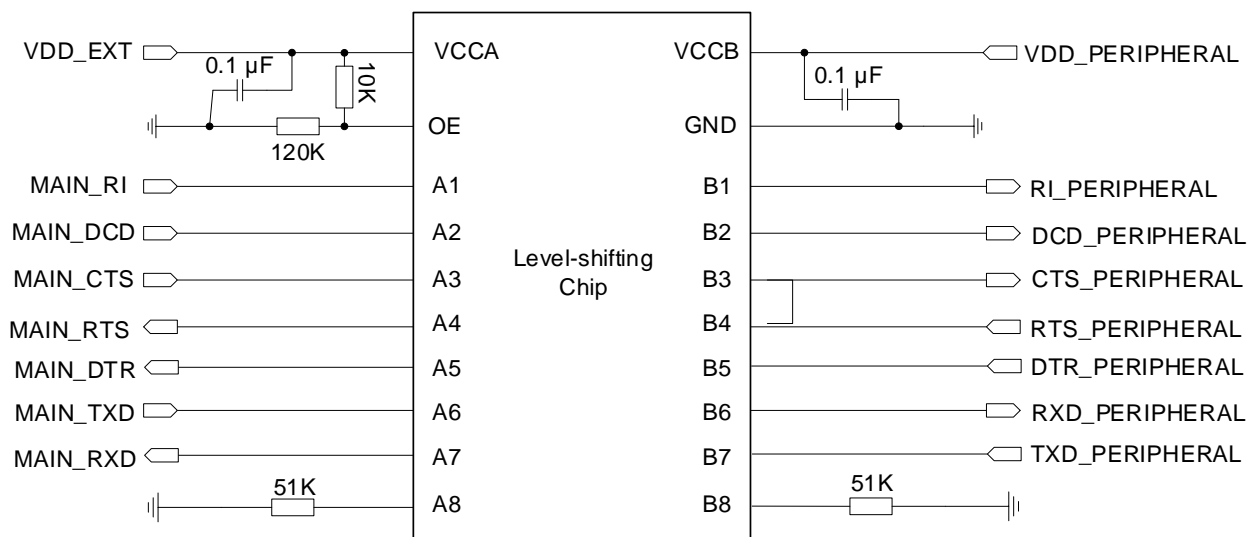 VDD_EXT
VCCA
VCCB
VDD_PERIPHERAL
0.1 µF
10K
0.1 µF
OE
GND
120K
MAIN_RI
A1
B1
RI_PERIPHERAL
MAIN_DCD
A2
B2
DCD_PERIPHERAL
Level-shifting
Chip
MAIN_CTS
A3
B3
CTS_PERIPHERAL
MAIN_RTS
A4
B4
RTS_PERIPHERAL
MAIN_DTR
A5
B5
DTR_PERIPHERAL
MAIN_TXD
A6
B6
RXD_PERIPHERAL
MAIN_RXD
A7
B7
TXD_PERIPHERAL
51K
A8
B8
51K